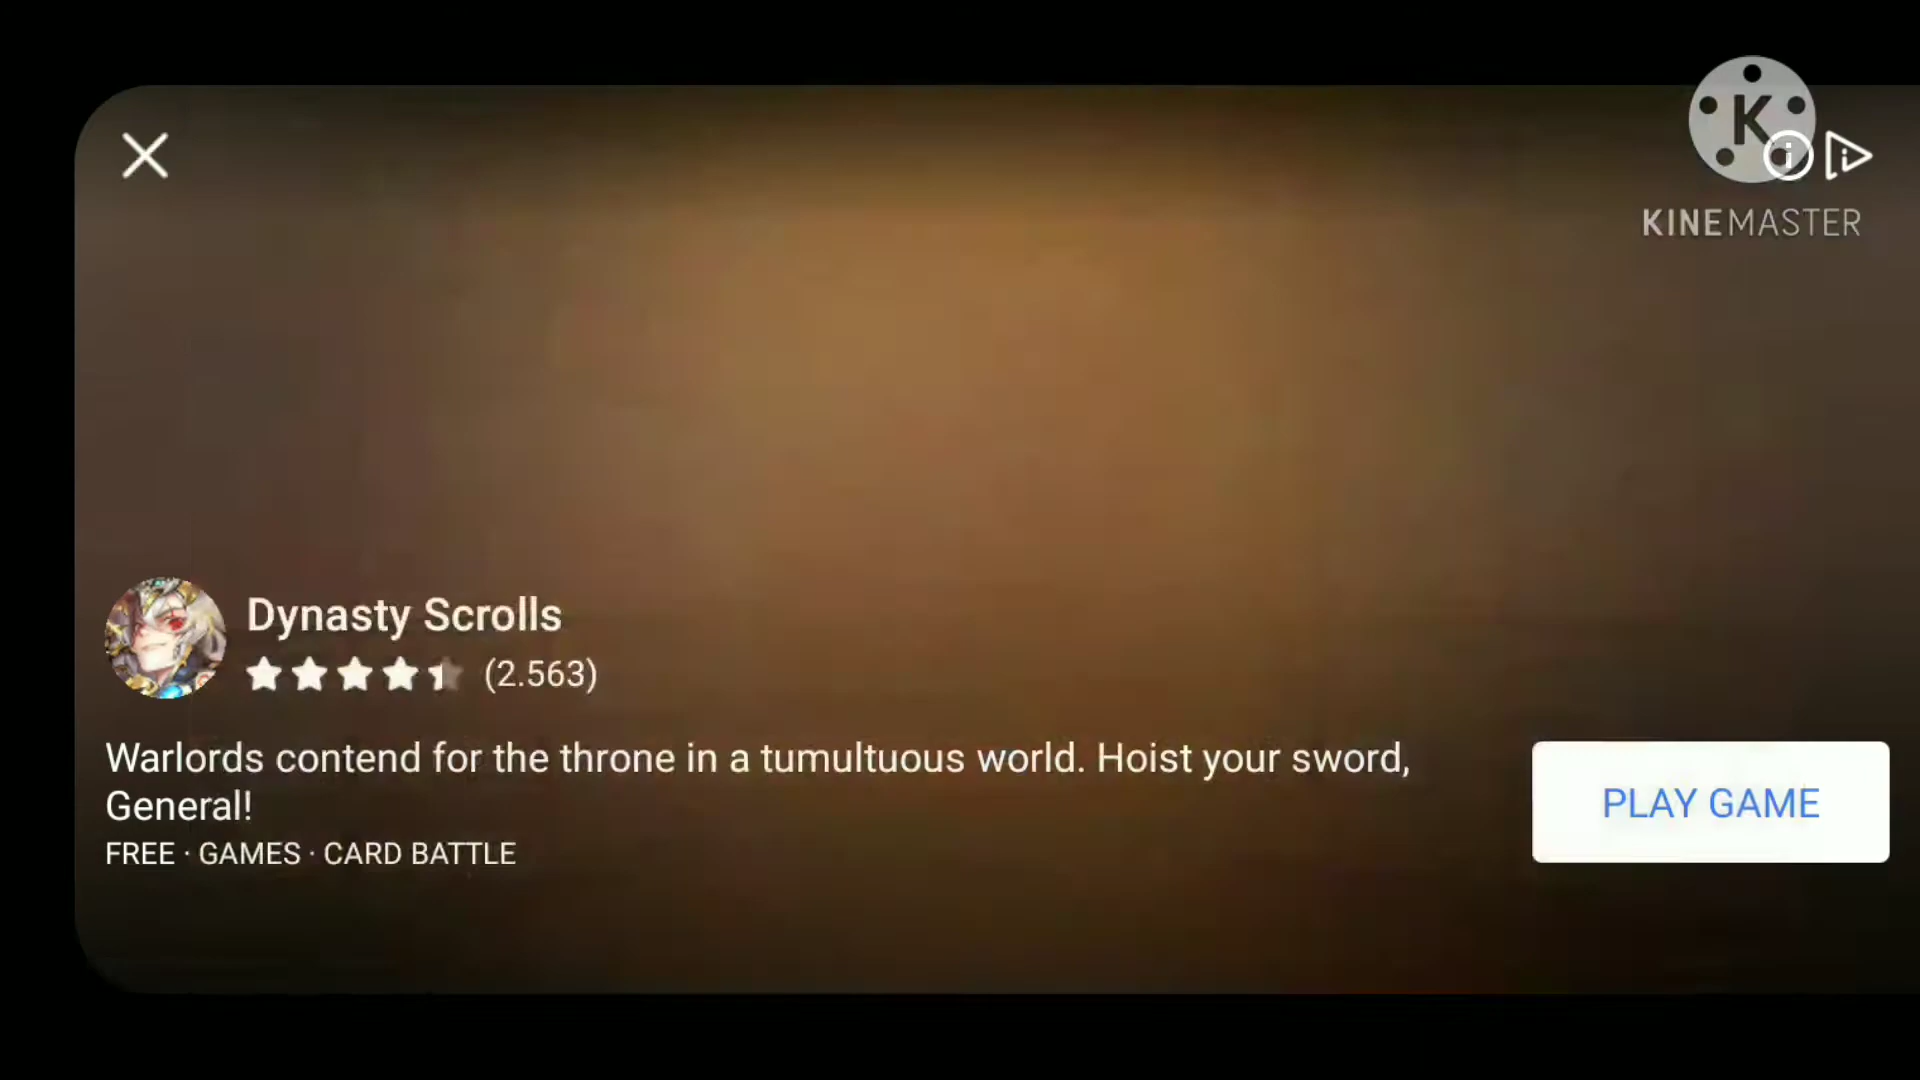 K
KINEMASTER
Dynasty Scrolls
(2.563)
Warlords contend for the throne in a tumultuous world. Hoist your sword,
General!
FREE · GAMES · CARD BATTLE
PLAY GAME